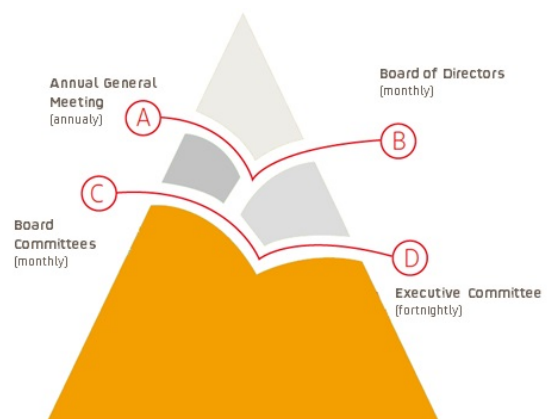 Annual General
Meeting
(annualy)
A
Board of Directors
(monthly)
B
C
Board
Committees
(monthly)
D
Executive Committee
(fortnightly)